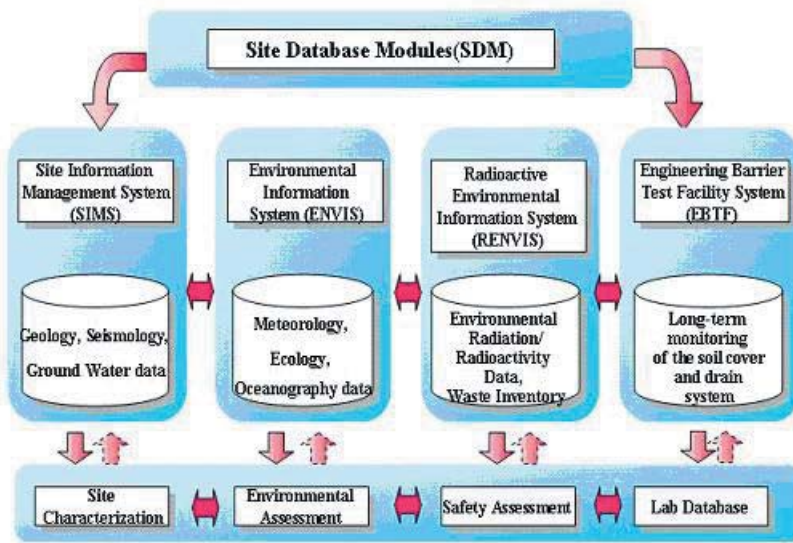 Site Database Modules(SDM)
Site Information
Management System
(SIMS)
Environmental
Information
System (ENVIS)
Radioactive
Environmental
Information System
(RENVIS)
Engineering Barrier
Test Facility System
(EBTF)
Geology, Seismology,
Ground Water data
Meteorology,
Ecology,
Oceanography data
Environmental
Radiation/
Radioactivity
Data,
Waste Inventory
Long-term
monitoring
of the soil cover
and drain
system
Site
Characterization
Environmental
Assessment
Safety Assessment
Lab Database